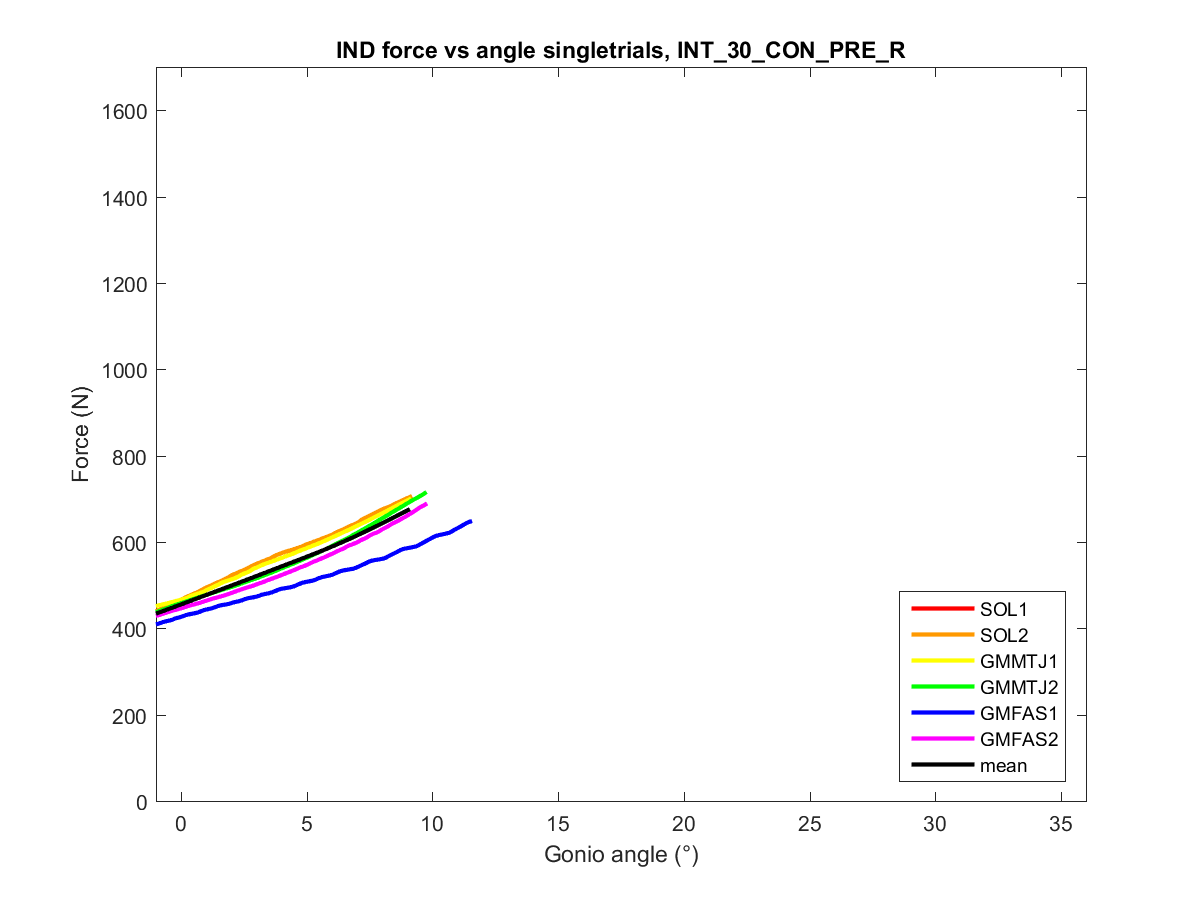 IND force vs angle singletrials, INT_30_CON_PRE_R
1600
1400
1200
1000
800
600
400
200
0
Force (N)
0 5 10 15 20 25 30 35
Gonio angle (°)
SOL1
SOL2
GMMTJ1
GMMTJ2
GMFAS1
GMFAS2
mean